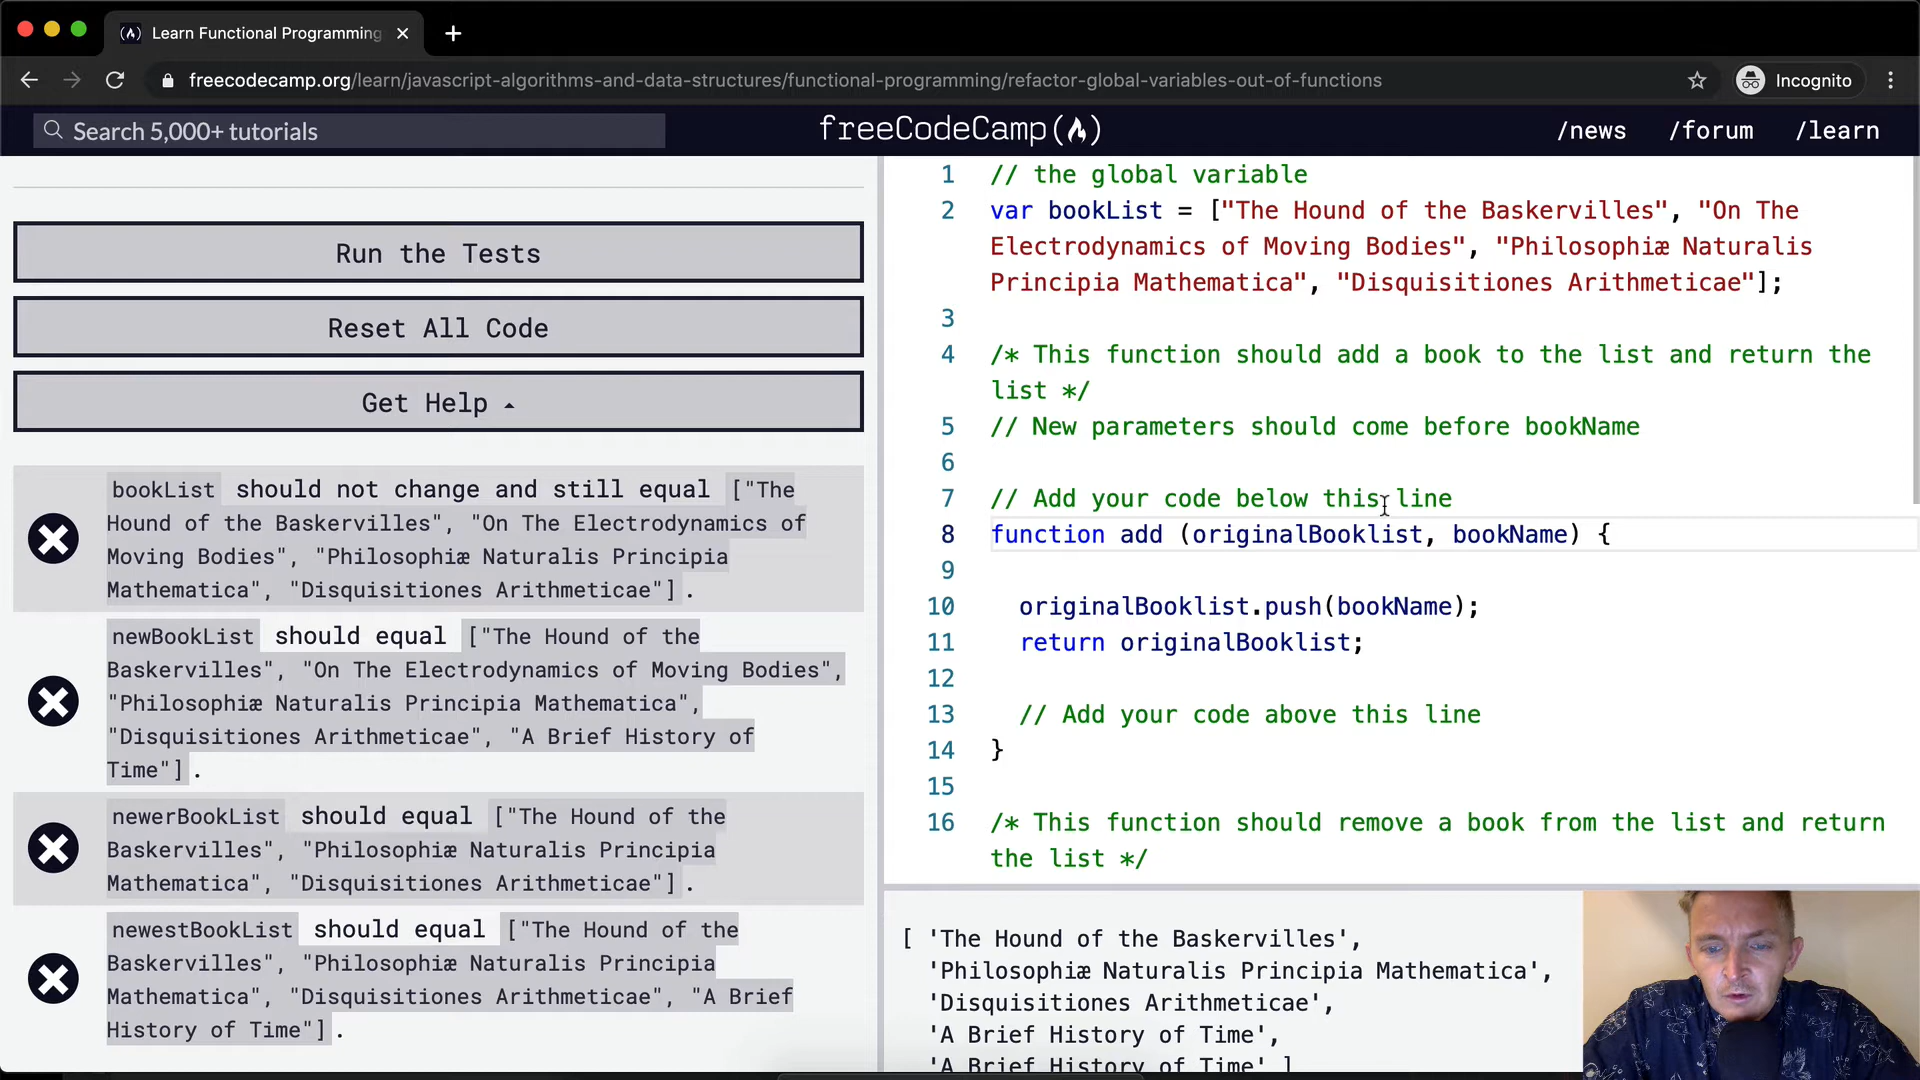 Learn Functional Programming
freecodecamp.org/learn/javascript-algorithms-and-data-structures/functional-programming/refactor-global-variables-out-of-functions
Incognito
Search 5,000+ tutorials
freeCodeCamp
/news /forum /learn
Run the Tests
Reset All Code
Get Help
bookList should not change and still equal ["The
Hound of the Baskervilles", "On The Electrodynamics of
Moving Bodies", "Philosophiæ Naturalis Principia
Mathematica", "Disquisitiones Arithmeticae"].
newBookList should equal ["The Hound of the
Baskervilles", "On The Electrodynamics of Moving Bodies",
"Philosophiæ Naturalis Principia Mathematica",
"Disquisitiones Arithmeticae", "A Brief History of
Time"].
newerBookList should equal ["The Hound of the
Baskervilles", "Philosophiæ Naturalis Principia
Mathematica", "Disquisitiones Arithmeticae"].
newestBookList should equal ["The Hound of the
Baskervilles", "Philosophiæ Naturalis Principia
Mathematica", "Disquisitiones Arithmeticae", "A Brief
History of Time"].
1 // the global variable
2 var bookList = ["The Hound of the Baskervilles", "On The
Electrodynamics of Moving Bodies", "Philosophiæ Naturalis
Principia Mathematica", "Disquisitiones Arithmeticae"];
3
4 /* This function should add a book to the list and return the
list */
5 // New parameters should come before bookName
6
7 // Add your code below this line
8 function add (originalBooklist, bookName) {
9
10 originalBooklist.push(bookName);
11 return originalBooklist;
12
13 // Add your code above this line
14 }
15
16 /* This function should remove a book from the list and return
the list */
[ 'The Hound of the Baskervilles',
'Philosophiæ Naturalis Principia Mathematica',
'Disquisitiones Arithmeticae',
'A Brief History of Time',
'A Brief History of Time' ]